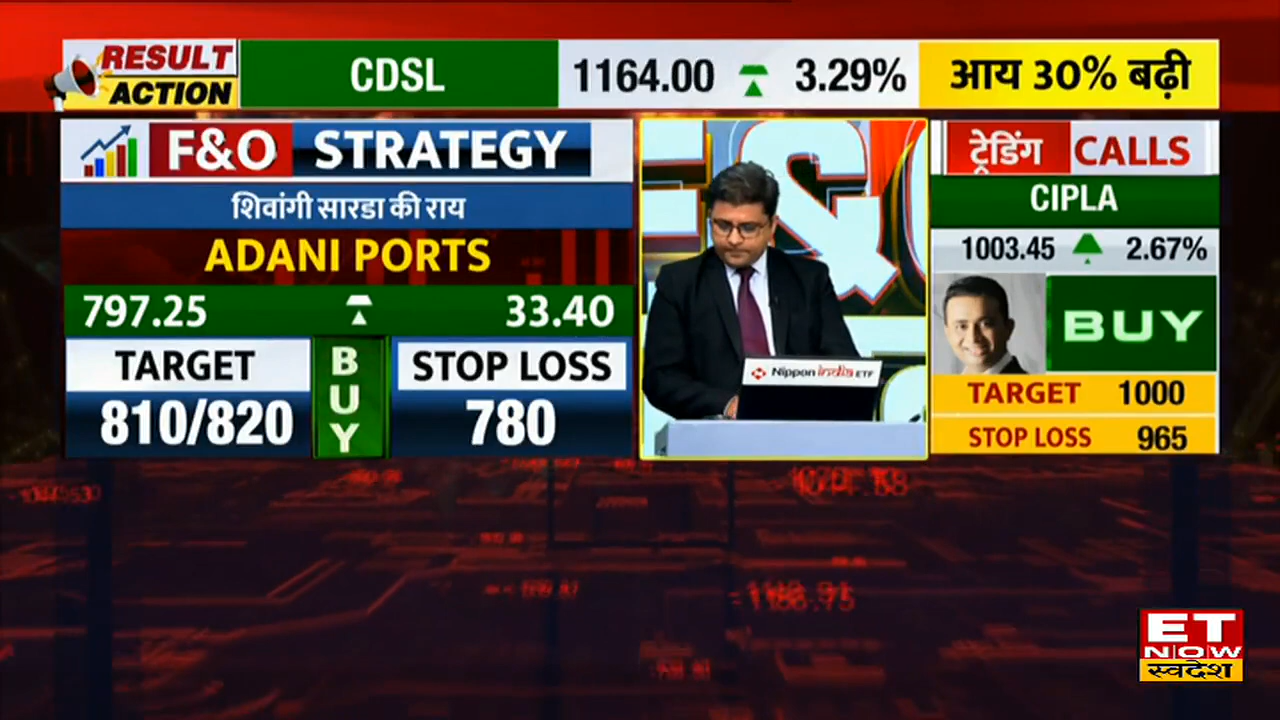 RESULT
ACTION
CDSL
1164.00
3.29%
आय 30% बढ़ी
F&O STRATEGY
शिवांगी सारडा की राय
ADANI PORTS
797.25
33.40
TARGET
810/820
BUY
STOP LOSS
780
Nippon india ETF
ट्रेडिंग CALLS
CIPLA
1003.45
2.67%
BUY
TARGET 1000
STOP LOSS 965
ET
NOW
स्वदेश